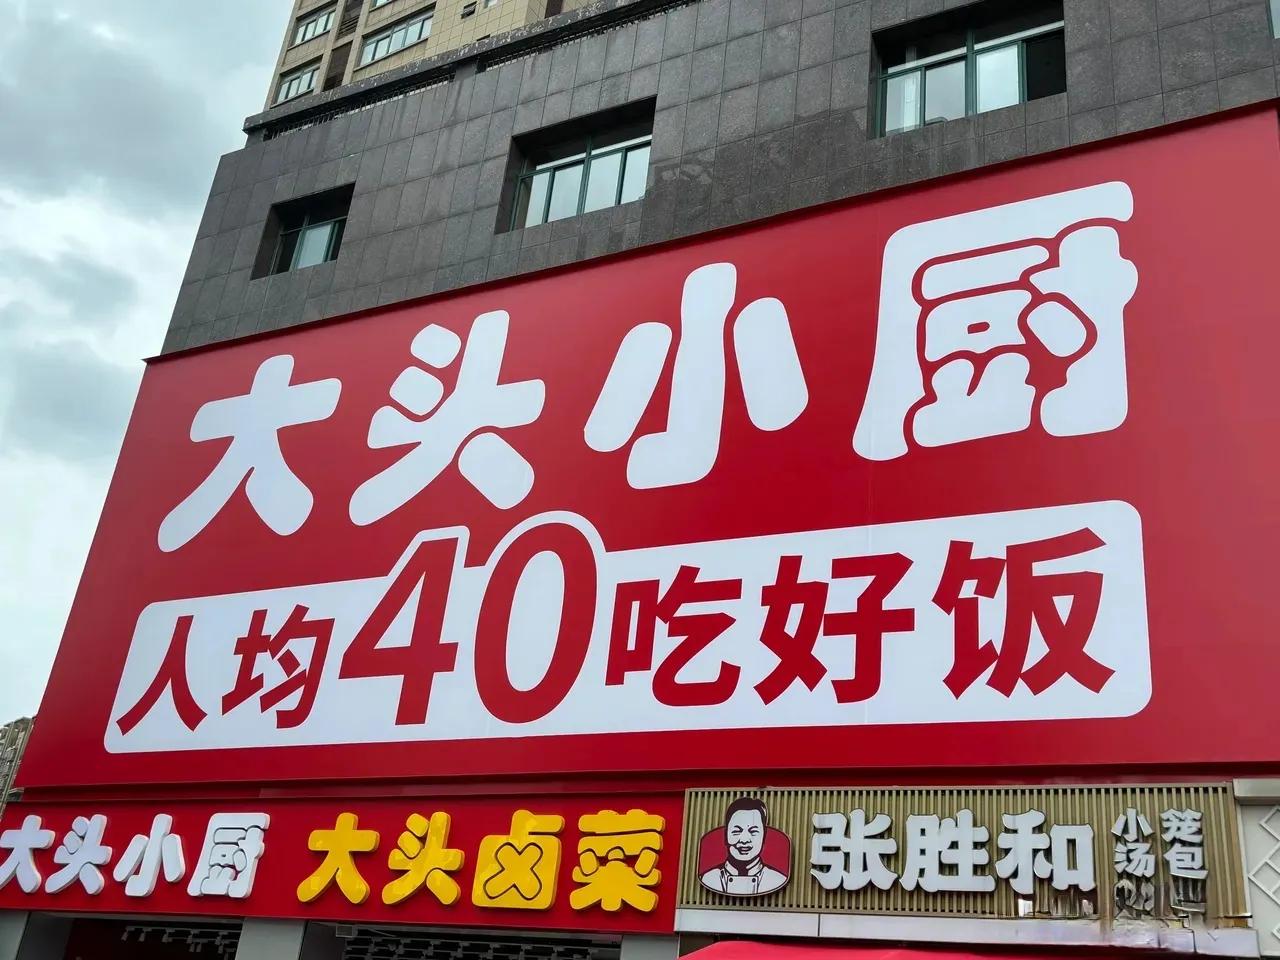 大头小厨
人均40吃好饭
大头小厨 大头卤菜 张胜和 小笼汤包